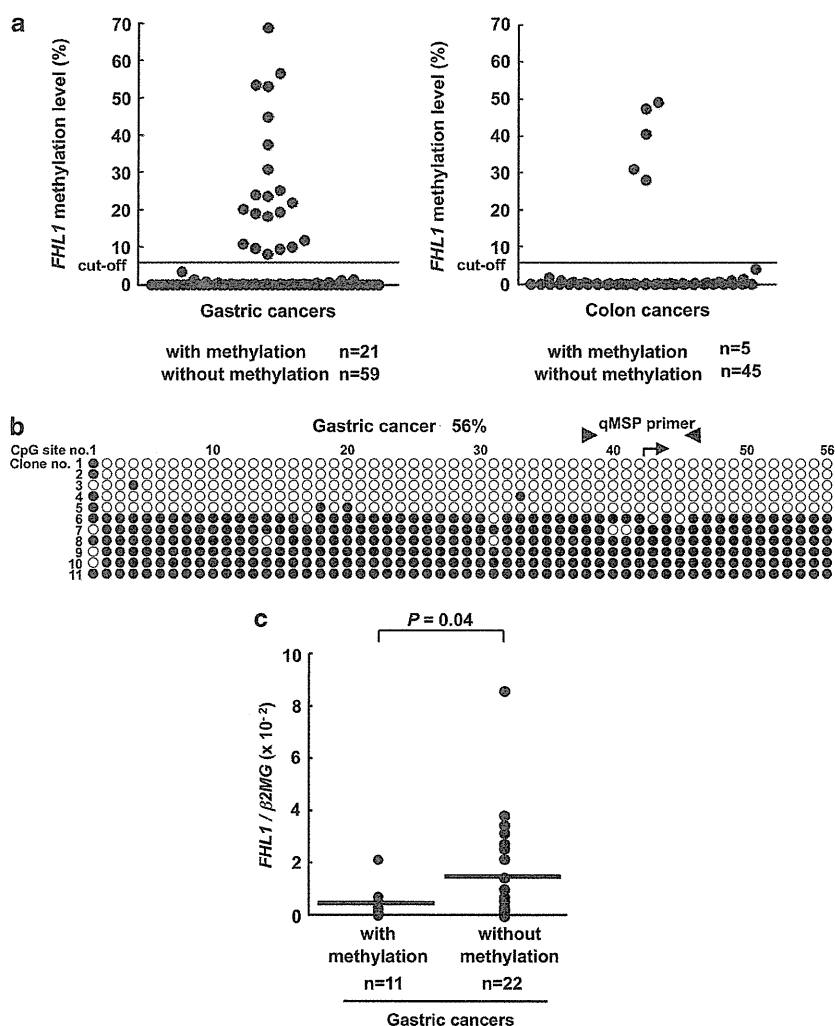 a
FHL1 methylation level (%)
70
60
50
40
30
20
10
cut-off
0
Gastric cancers
with methylation n=21
without methylation n=59
FHL1 methylation level (%)
70
60
50
40
30
20
10
cut-off
0
Colon cancers
with methylation n=5
without methylation n=45
b
Gastric cancer 56%
qMSP primer
CpG site no.1 10 20 30 40 50 56
Clone no. 1
2
3
4
5
6
7
8
9
10
11
c
P = 0.04
FHL1 / β2MG (x 10-2)
10
8
6
4
2
0
with methylation
n=11
without methylation
n=22
Gastric cancers